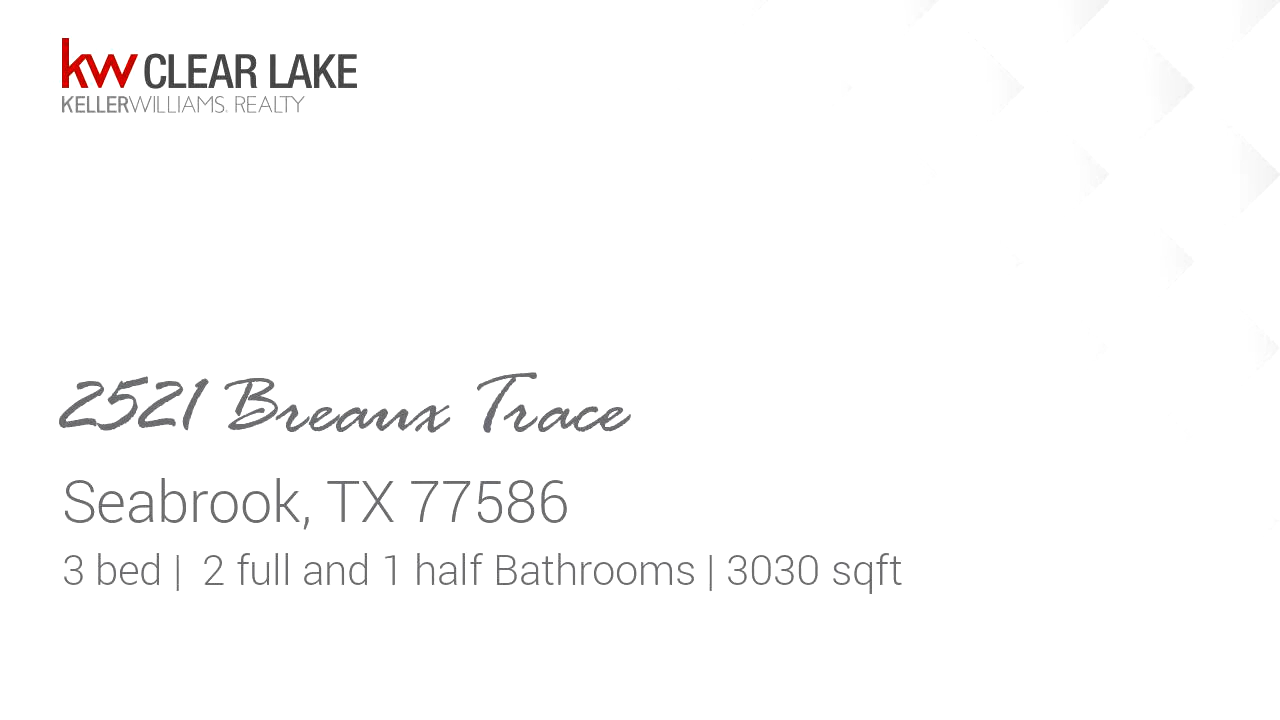 kw CLEAR LAKE
KELLERWILLIAMS. REALTY
2521 Breaux Trace
Seabrook, TX 77586
3 bed | 2 full and 1 half Bathrooms | 3030 sqft